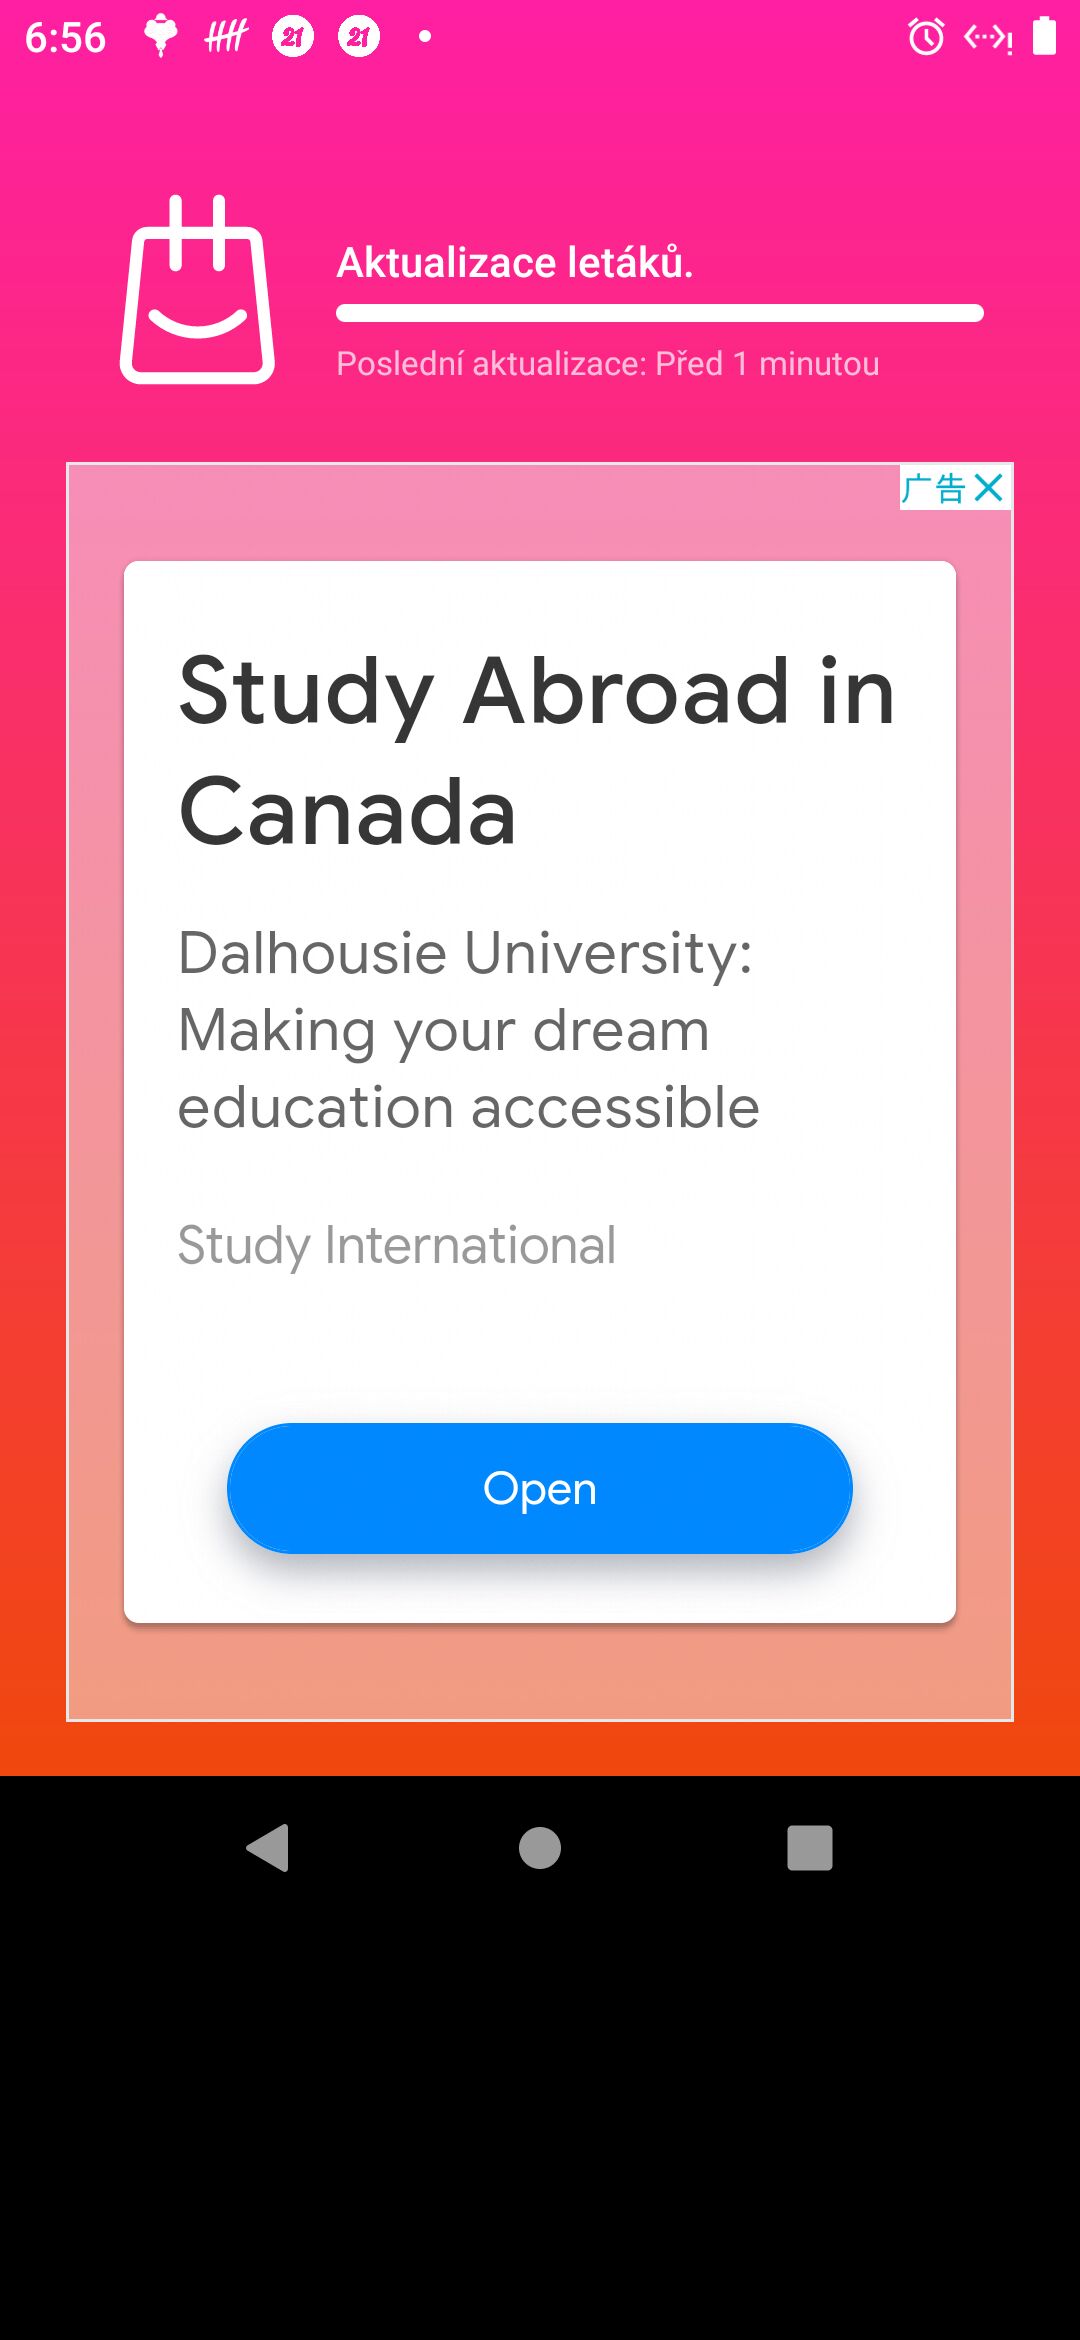 6:56
21 21
Aktualizace letáků.
Poslední aktualizace: Před 1 minutou
广告
Study Abroad in
Canada
Dalhousie University:
Making your dream
education accessible
Study International
Open